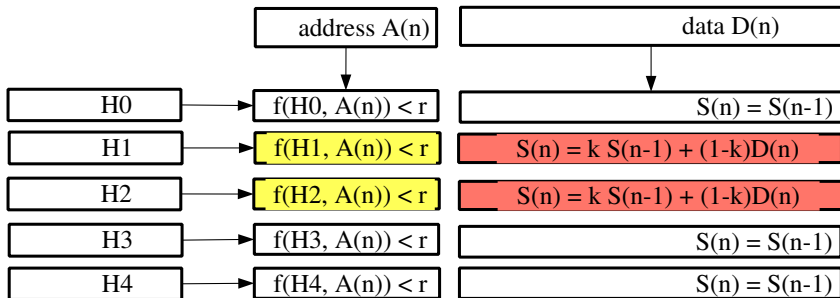 address A(n) data D(n)
H0 f(H0, A(n)) < r S(n) = S(n-1)
H1 f(H1, A(n)) < r S(n) = k S(n-1) + (1-k)D(n)
H2 f(H2, A(n)) < r S(n) = k S(n-1) + (1-k)D(n)
H3 f(H3, A(n)) < r S(n) = S(n-1)
H4 f(H4, A(n)) < r S(n) = S(n-1)